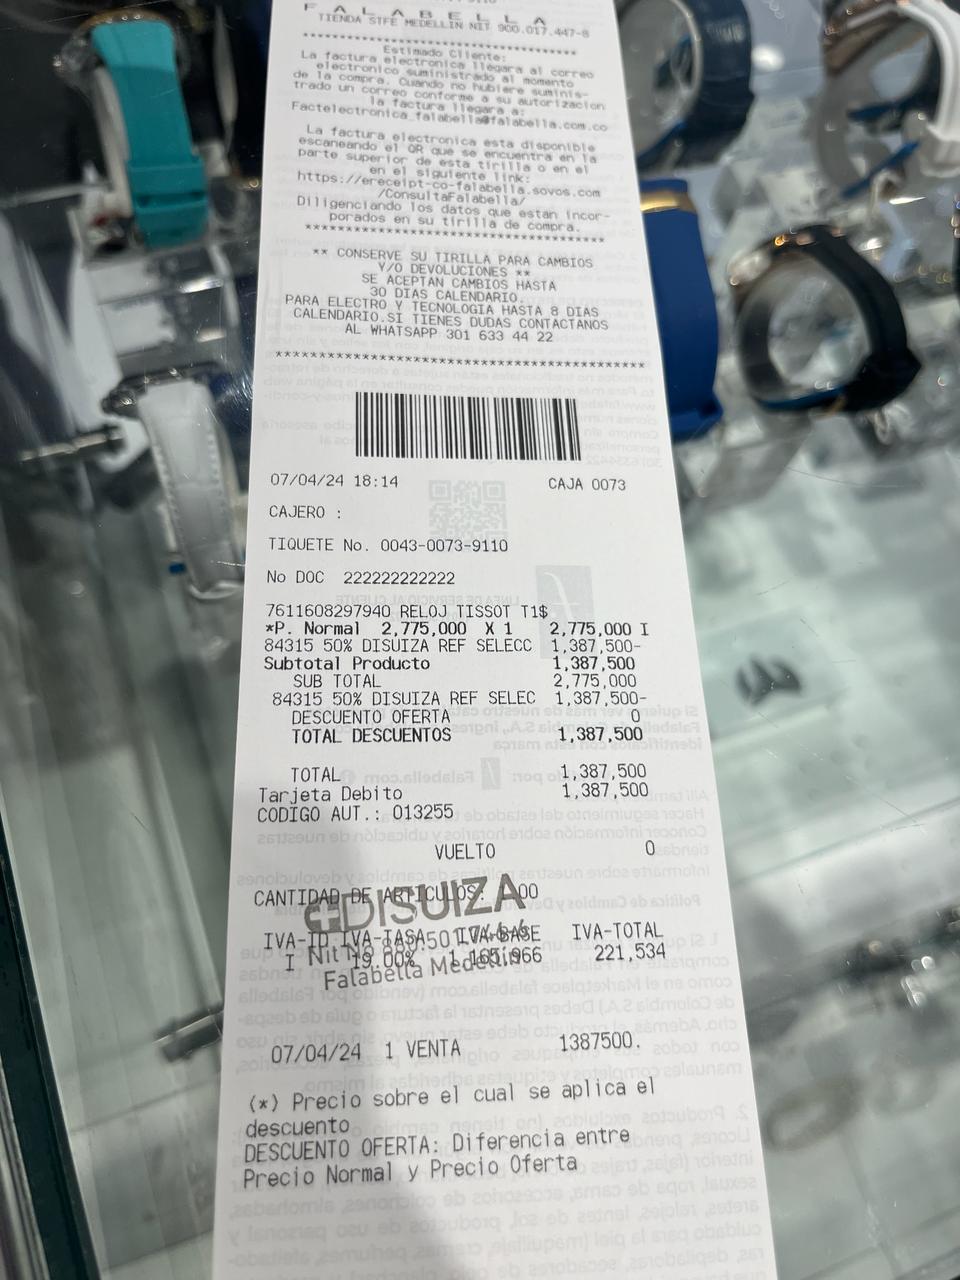 FALABELLA
TIENDA STFE MEDELLIN NIT 900.017.447-8
****************************************
Estimado Cliente:
La factura electronica llegara al correo
electronico suministrado al momento
de la compra. Cuando no hubiere suminis-
trado un correo conforme a su autorizacion
la factura llegara a:
Factelectronica_falabella@falabella.com.co
La factura electronica esta disponible
escaneando el QR que se encuentra en la
parte superior de esta tirilla o en el
en el siguiente link:
https://ereceipt-co-falabella.sovos.com
/ConsultaFalabella/
Diligenciando los datos que estan incor-
porados en su tirilla de compra.
****************************************
** CONSERVE SU TIRILLA PARA CAMBIOS
Y/O DEVOLUCIONES **
SE ACEPTAN CAMBIOS HASTA
30 DIAS CALENDARIO.
PARA ELECTRO Y TECNOLOGIA HASTA 8 DIAS
CALENDARIO.SI TIENES DUDAS CONTACTANOS
AL WHATSAPP 301 633 44 22
****************************************
07/04/24 18:14 CAJA 0073
CAJERO :
TIQUETE No. 0043-0073-9110
No DOC 222222222222
7611608297940 RELOJ TISSOT T1$
*P. Normal 2,775,000 X 1 2,775,000 I
84315 50% DISUIZA REF SELECC 1,387,500-
Subtotal Producto 1,387,500
SUB TOTAL 2,775,000
84315 50% DISUIZA REF SELEC 1,387,500-
DESCUENTO OFERTA 0
TOTAL DESCUENTOS 1,387,500
TOTAL 1,387,500
Tarjeta Debito 1,387,500
CODIGO AUT.: 013255
VUELTO 0
CANTIDAD DE ARTICULOS: 00
DISUIZA
IVA-ID IVA-TASA IVA-BASE IVA-TOTAL
I 19.00% 1,165,966 221,534
Nit No
Falabella Medellín
07/04/24 1 VENTA 1387500.
(*) Precio sobre el cual se aplica el
descuento
DESCUENTO OFERTA: Diferencia entre
Precio Normal y Precio Oferta